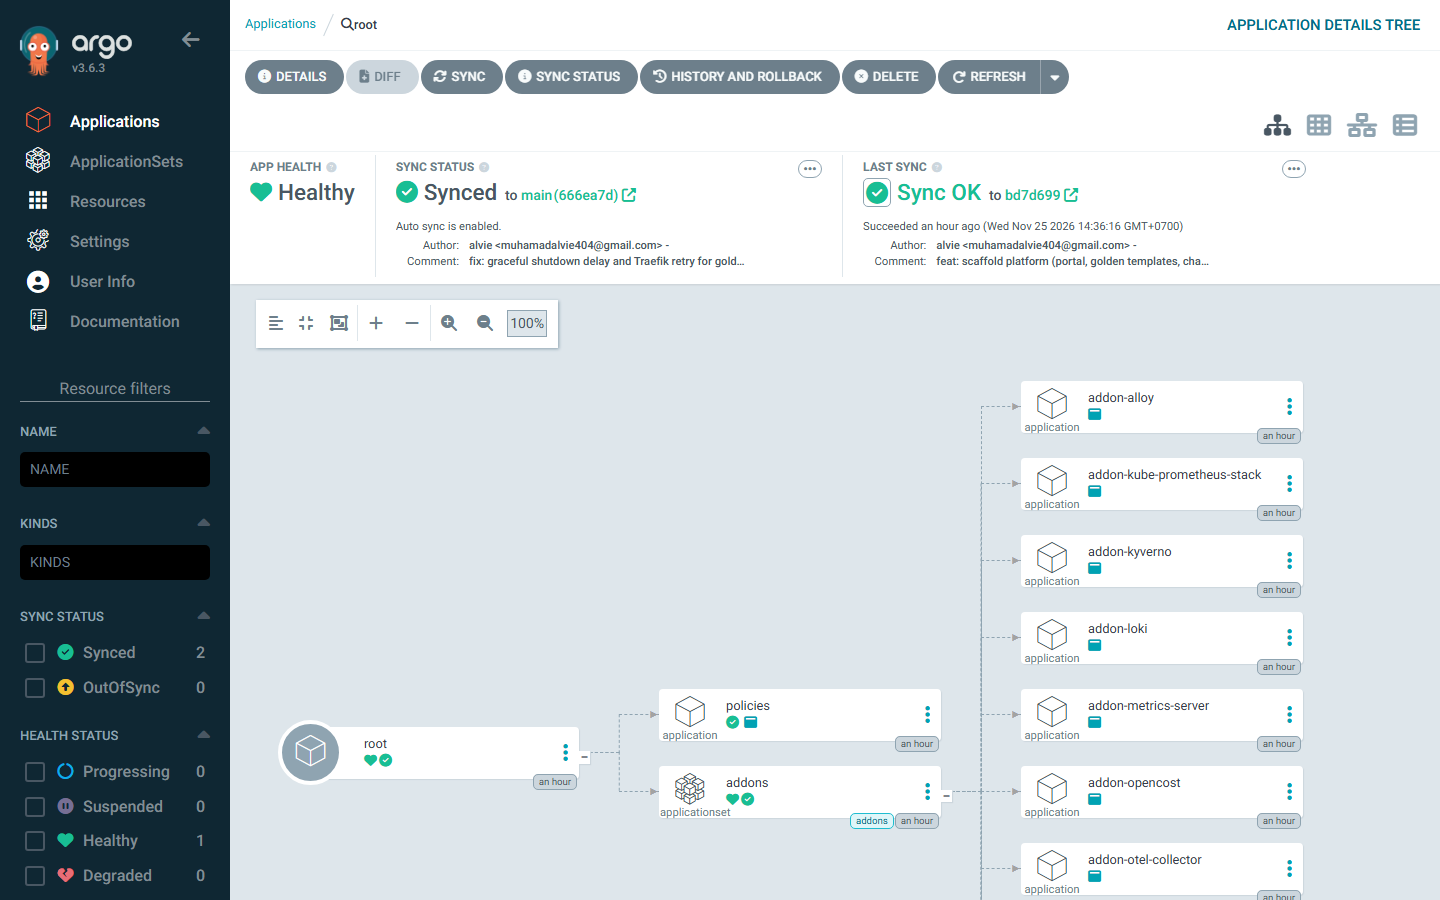 argo
v3.6.3
Applications
ApplicationSets
Resources
Settings
User Info
Documentation
Resource filters
NAME
NAME
KINDS
KINDS
SYNC STATUS
Synced 2
OutOfSync 0
HEALTH STATUS
Progressing 0
Suspended 0
Healthy 1
Degraded 0
Applications / root
APPLICATION DETAILS TREE
DETAILS
DIFF
SYNC
SYNC STATUS
HISTORY AND ROLLBACK
DELETE
REFRESH
APP HEALTH
Healthy
SYNC STATUS
Synced to main (666ea7d)
Auto sync is enabled.
Author: alvie <muhamadalvie404@gmail.com> -
Comment: fix: graceful shutdown delay and Traefik retry for gold...
LAST SYNC
Sync OK to bd7d699
Succeeded an hour ago (Wed Nov 25 2026 14:36:16 GMT+0700)
Author: alvie <muhamadalvie404@gmail.com> -
Comment: feat: scaffold platform (portal, golden templates, cha...
100%
root
an hour
policies
application
an hour
addons
applicationset
addons
an hour
addon-alloy
application
an hour
addon-kube-prometheus-stack
application
an hour
addon-kyverno
application
an hour
addon-loki
application
an hour
addon-metrics-server
application
an hour
addon-opencost
application
an hour
addon-otel-collector
application
an hour